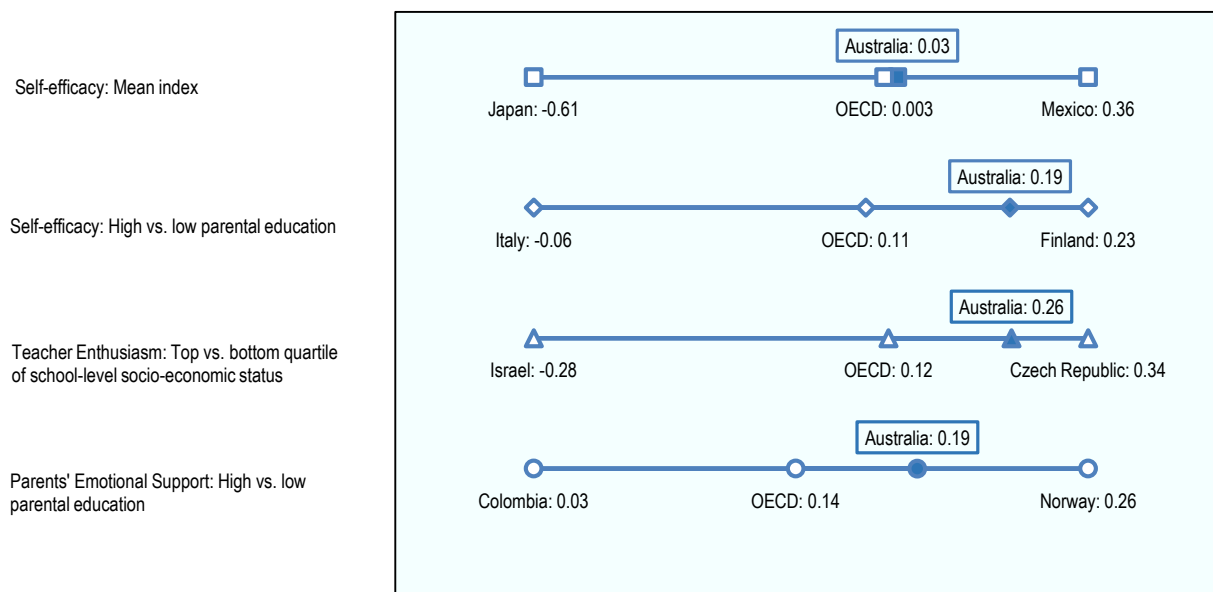 Australia: 0.03
Self-efficacy: Mean index
Japan: -0.61
OECD: 0.003
Mexico: 0.36
Australia: 0.19
Self-efficacy: High vs. low parental education
Italy: -0.06
OECD: 0.11
Finland: 0.23
Australia: 0.26
Teacher Enthusiasm: Top vs. bottom quartile
of school-level socio-economic status
Israel: -0.28
OECD: 0.12
Czech Republic: 0.34
Australia: 0.19
Parents' Emotional Support: High vs. low
parental education
Colombia: 0.03
OECD: 0.14
Norway: 0.26